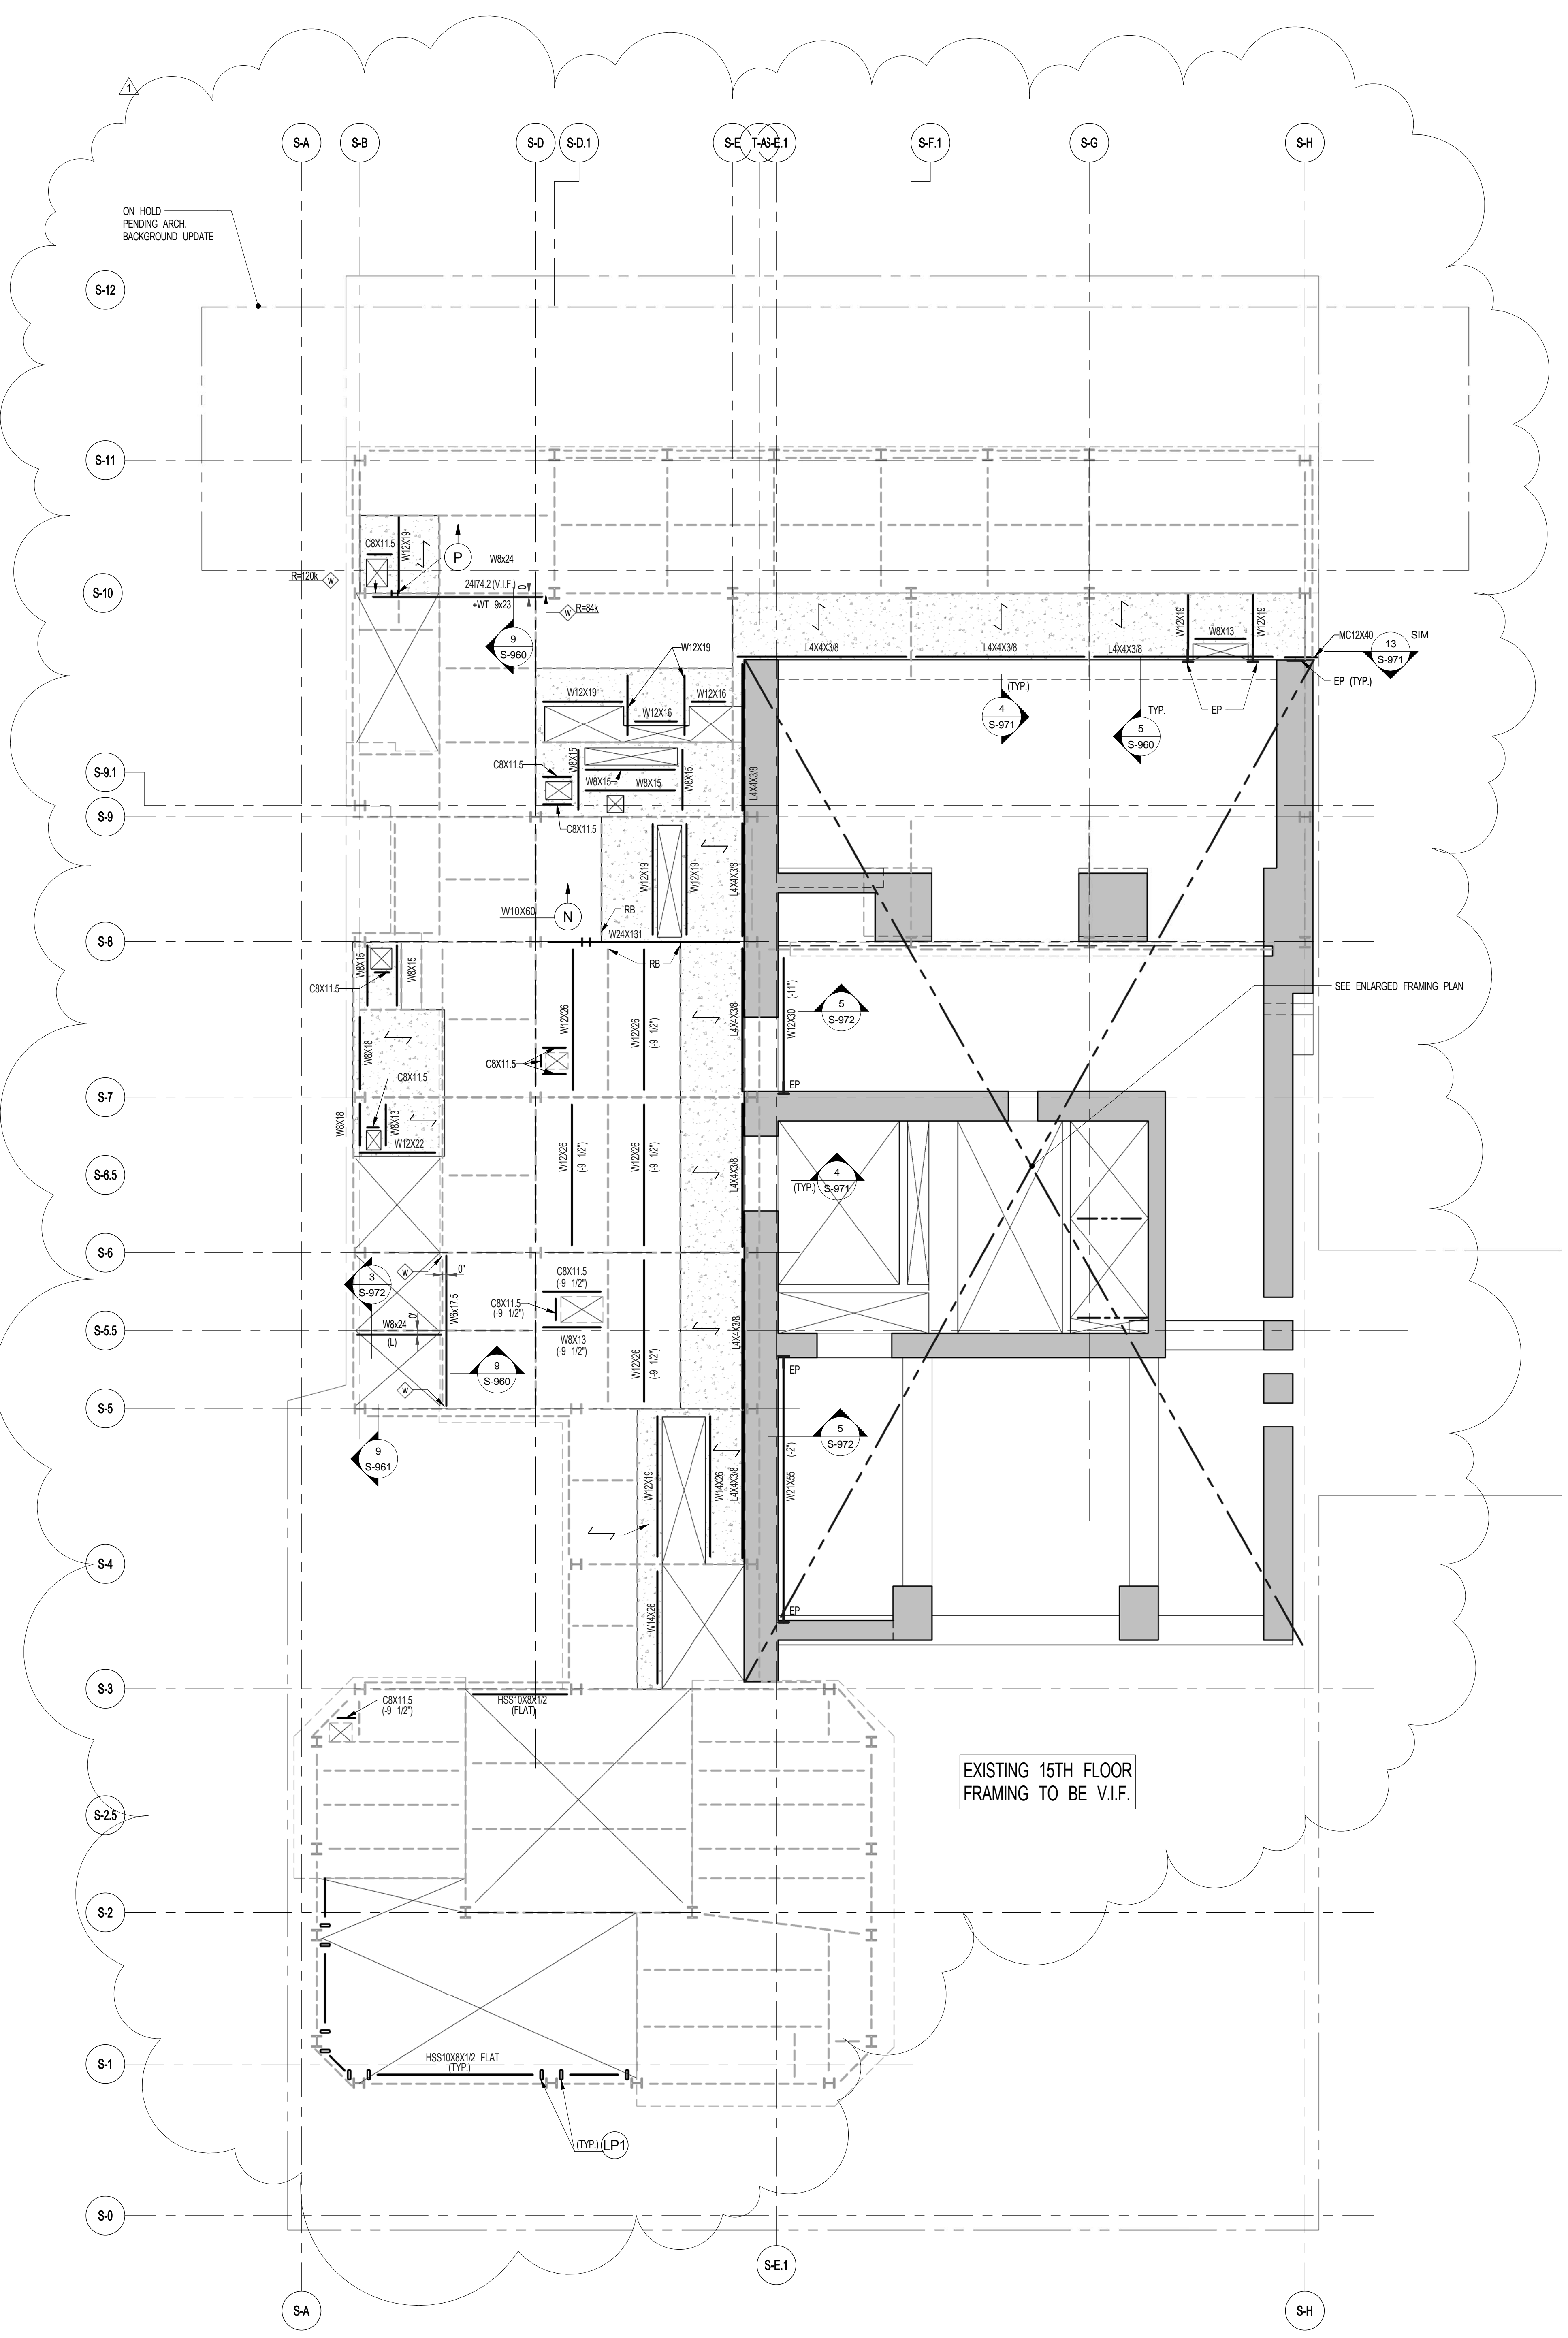 1
S-A
S-B
S-D
S-D.1
S-E
T-A
S-E.1
S-F.1
S-G
S-H
ON HOLD
PENDING ARCH.
BACKGROUND UPDATE
S-12
S-11
C8X11.5
W12X19
P
W8x24
R=120k
W
24I74.2 (V.I.F.)
0
+WT 9x23
W
R=84k
S-10
9
S-960
W12X19
W8X13
W12X19
MC12X40
13
S-971
SIM
L4X4X3/8
L4X4X3/8
L4X4X3/8
EP (TYP.)
W12X19
W12X19
W12X16
W12X16
(TYP.)
4
S-971
TYP.
5
S-960
EP
S-9.1
C8X11.5
W8X15
W8X15
W8X15
W8X15
L4X4X3/8
C8X11.5
S-9
W12X19
W12X19
L4X4X3/8
W10X60
N
RB
W24X131
S-8
RB
W8X15
W8X15
C8X11.5
SEE ENLARGED FRAMING PLAN
W12X26
W12X26
(-9 1/2")
L4X4X3/8
W12X30
(-11")
5
S-972
W8X18
C8X11.5
C8X11.5
EP
S-7
W8X18
W8X13
W12X22
W12X26
(-9 1/2")
W12X26
(-9 1/2")
L4X4X3/8
S-6.5
(TYP.)
4
S-971
S-6
3
S-972
W
0"
W6x17.5
C8X11.5
(-9 1/2")
C8X11.5
(-9 1/2")
0"
S-5.5
W8x24
(L)
W8X13
(-9 1/2")
W12X26
(-9 1/2")
L4X4X3/8
9
S-960
W
EP
S-5
9
S-961
5
S-972
W12X19
W14X26
L4X4X3/8
W21X55
(-2")
S-4
W14X26
EP
S-3
C8X11.5
(-9 1/2")
HSS10X8X1/2
(FLAT)
EXISTING 15TH FLOOR
FRAMING TO BE V.I.F.
S-2.5
S-2
S-1
HSS10X8X1/2 FLAT
(TYP.)
(TYP.)
LP1
S-0
S-E.1
S-A
S-H